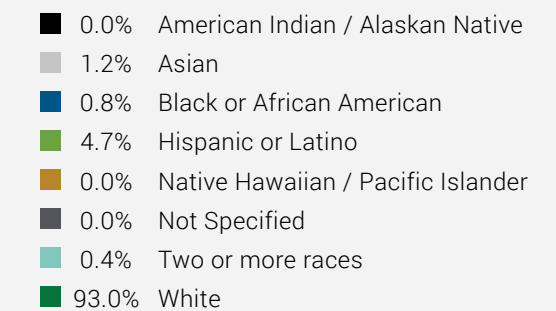 0.0% American Indian / Alaskan Native
1.2% Asian
0.8% Black or African American
4.7% Hispanic or Latino
0.0% Native Hawaiian / Pacific Islander
0.0% Not Specified
0.4% Two or more races
93.0% White